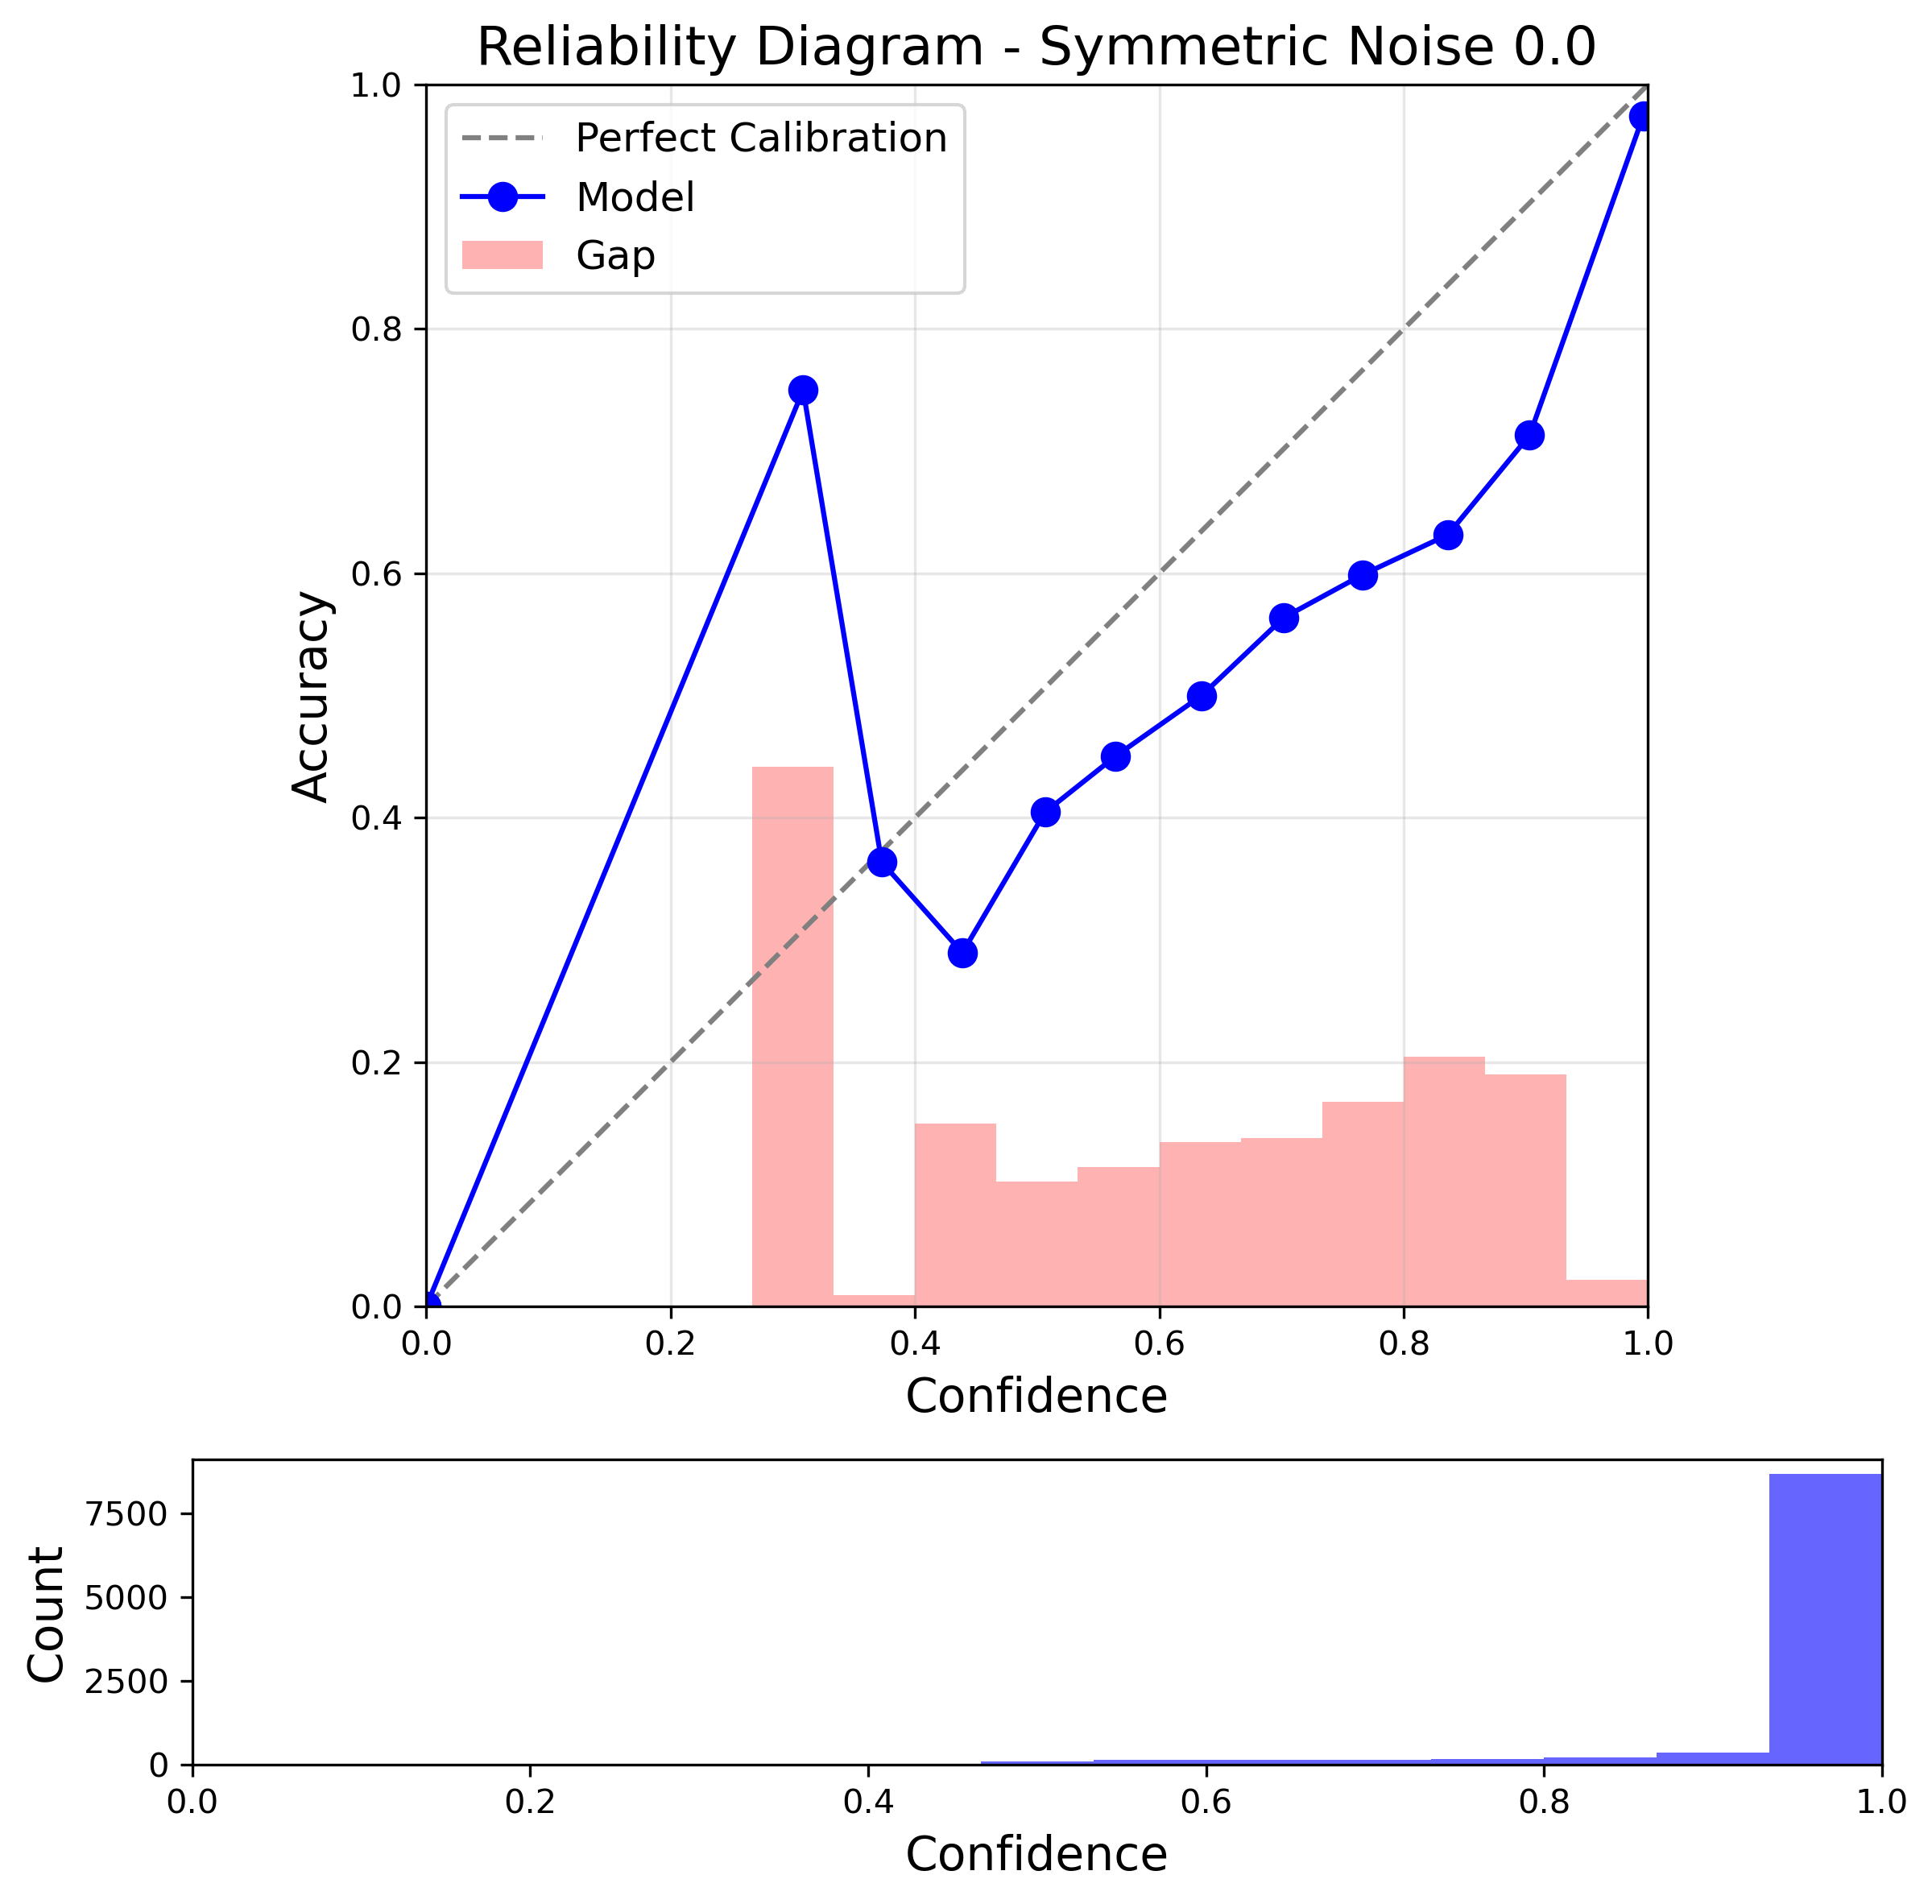 Reliability Diagram - Symmetric Noise 0.0
1.0
0.8
0.6
0.4
0.2
0.0
Accuracy
Perfect Calibration
Model
Gap
0.0 0.2 0.4 0.6 0.8 1.0
Confidence
7500
5000
2500
0
Count
0.0 0.2 0.4 0.6 0.8 1.0
Confidence